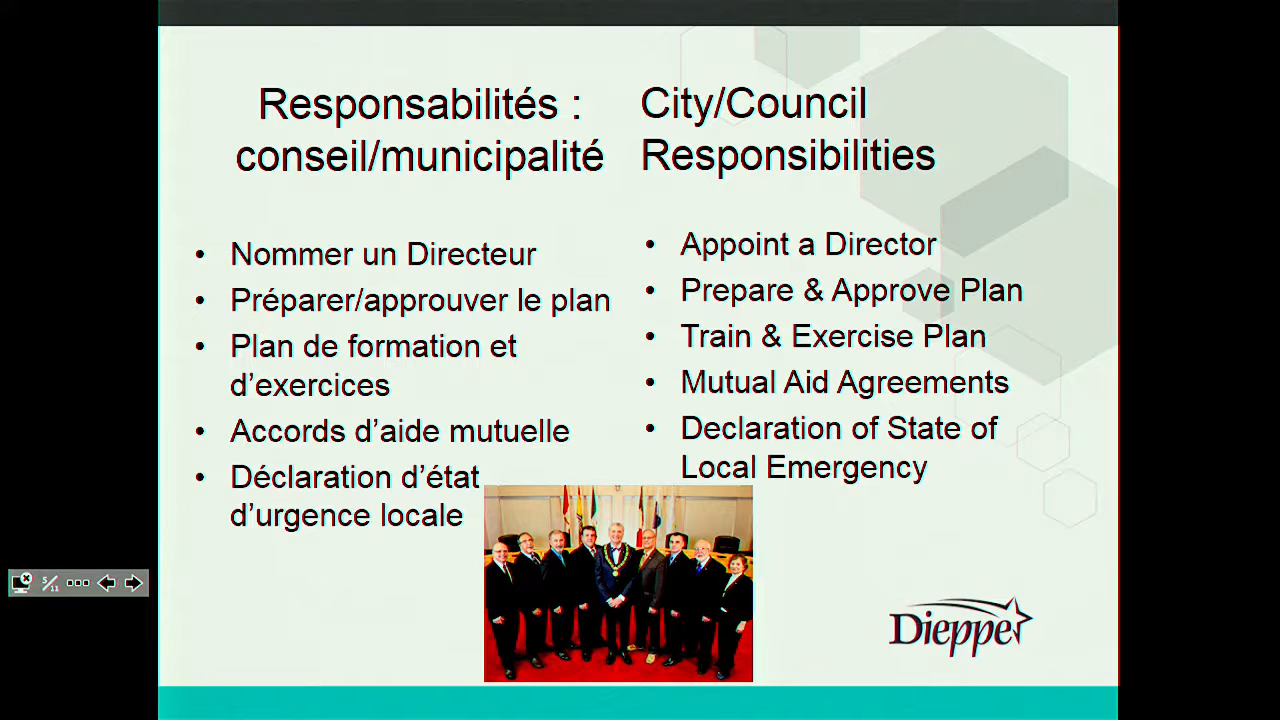 Responsabilités :
conseil/municipalité
• Nommer un Directeur
• Préparer/approuver le plan
• Plan de formation et
d’exercices
• Accords d’aide mutuelle
• Déclaration d’état
d’urgence locale
City/Council
Responsibilities
• Appoint a Director
• Prepare & Approve Plan
• Train & Exercise Plan
• Mutual Aid Agreements
• Declaration of State of
Local Emergency
5/11
Dieppe